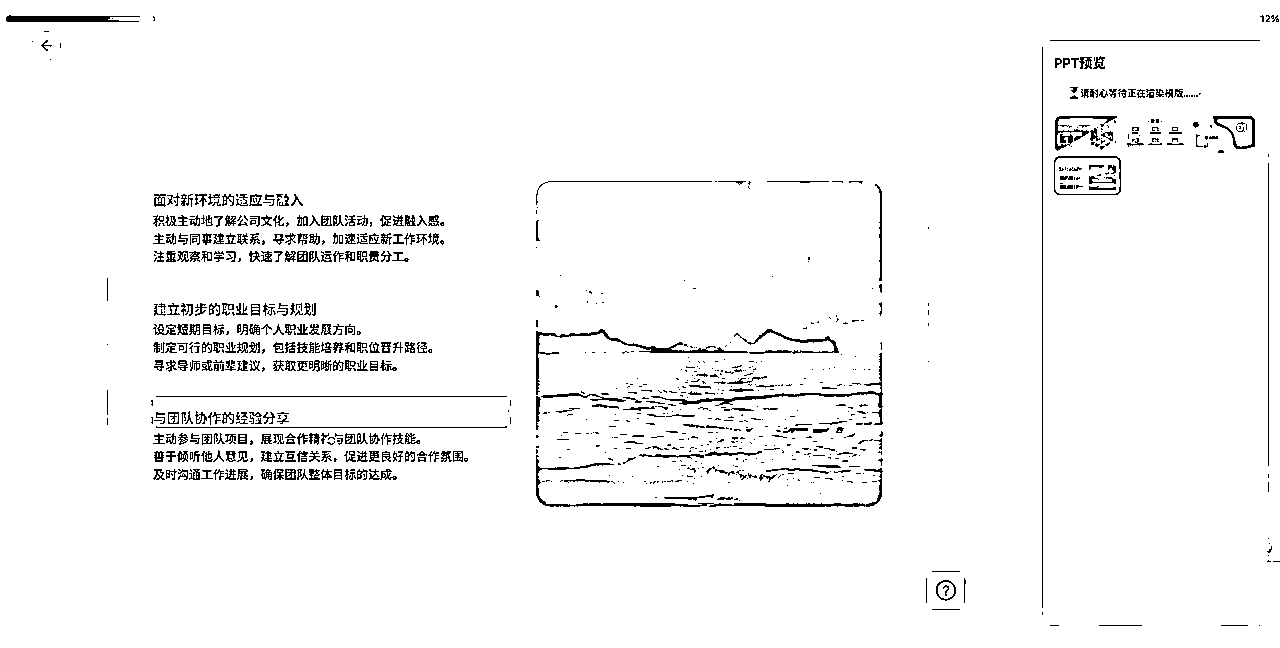 12%
PPT预览
请耐心等待正在渲染模版......
面对新环境的适应与融入
积极主动地了解公司文化，加入团队活动，促进融入感。
主动与同事建立联系，寻求帮助，加速适应新工作环境。
注重观察和学习，快速了解团队运作和职责分工。
建立初步的职业目标与规划
设定短期目标，明确个人职业发展方向。
制定可行的职业规划，包括技能培养和职位晋升路径。
寻求导师或前辈建议，获取更明晰的职业目标。
与团队协作的经验分享
主动参与团队项目，展现合作精神与团队协作技能。
善于倾听他人意见，建立互信关系，促进更良好的合作氛围。
及时沟通工作进展，确保团队整体目标的达成。